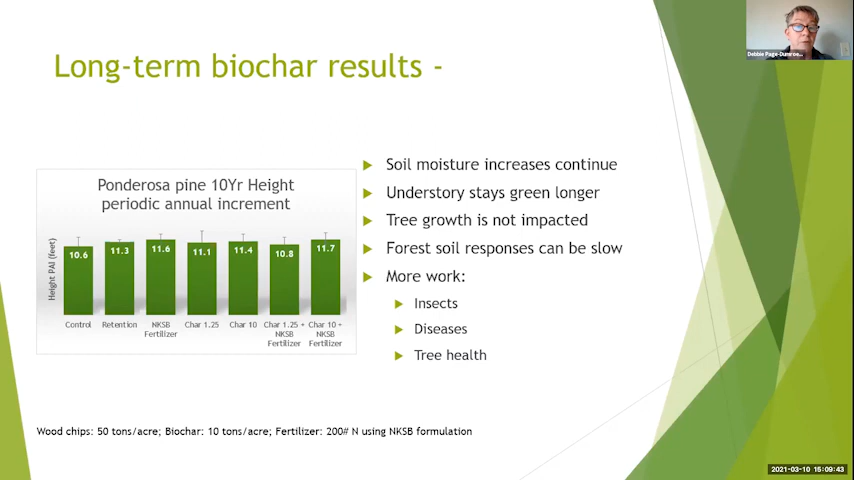 Debbie Page-Dumroe...
Long-term biochar results -
Ponderosa pine 10Yr Height
periodic annual increment
Height PAI (feet)
10.6
11.3
11.6
11.1
11.4
10.8
11.7
Control
Retention
NKSB
Fertilizer
Char 1.25
Char 10
Char 1.25 +
NKSB
Fertilizer
Char 10 +
NKSB
Fertilizer
Soil moisture increases continue
Understory stays green longer
Tree growth is not impacted
Forest soil responses can be slow
More work:
Insects
Diseases
Tree health
Wood chips: 50 tons/acre; Biochar: 10 tons/acre; Fertilizer: 200# N using NKSB formulation
2021-03-10 15:09:43